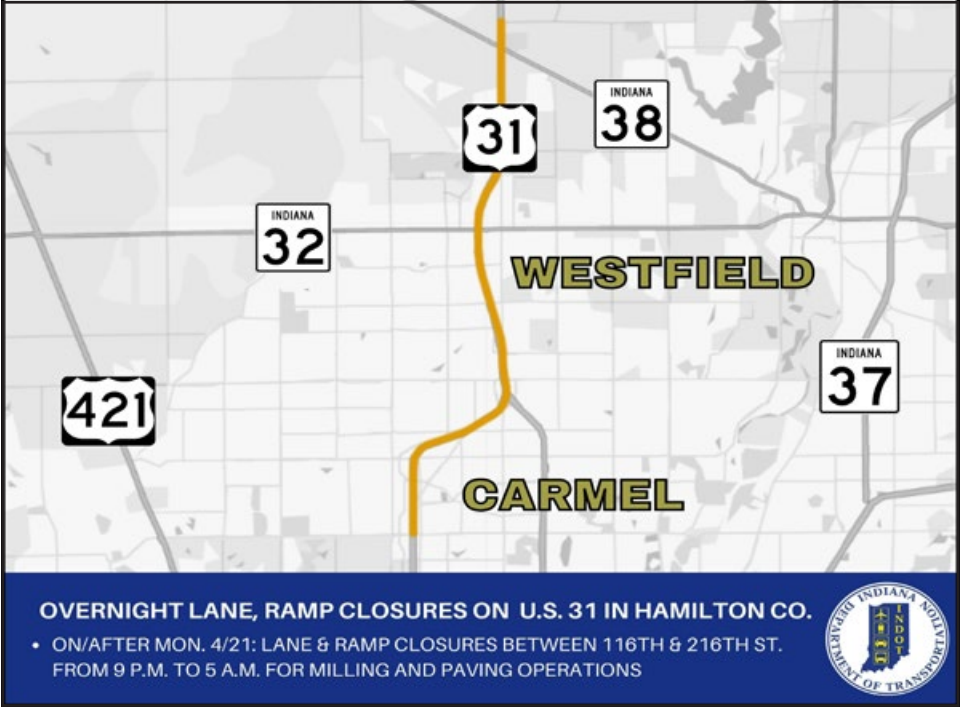 31
INDIANA
38
INDIANA
32
WESTFIELD
INDIANA
37
421
CARMEL
OVERNIGHT LANE, RAMP CLOSURES ON U.S. 31 IN HAMILTON CO.
• ON/AFTER MON. 4/21: LANE & RAMP CLOSURES BETWEEN 116TH & 216TH ST.
FROM 9 P.M. TO 5 A.M. FOR MILLING AND PAVING OPERATIONS
INDIANA
DEPARTMENT OF TRANSPORTATION
INDOT